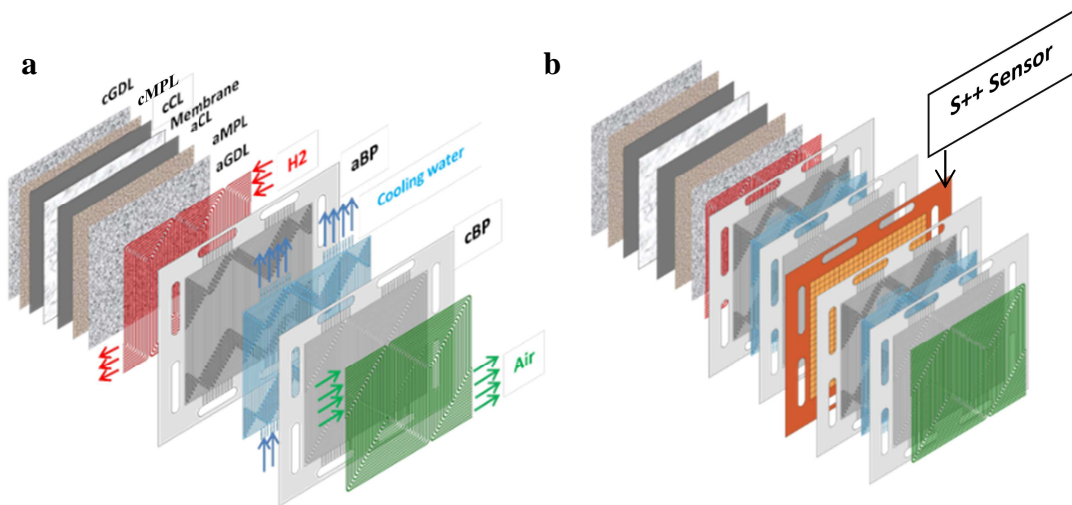 a
cGDL
cMPL
cCL
Membrane
aCL
aMPL
aGDL
H2
aBP
Cooling water
cBP
Air
b
S++ Sensor